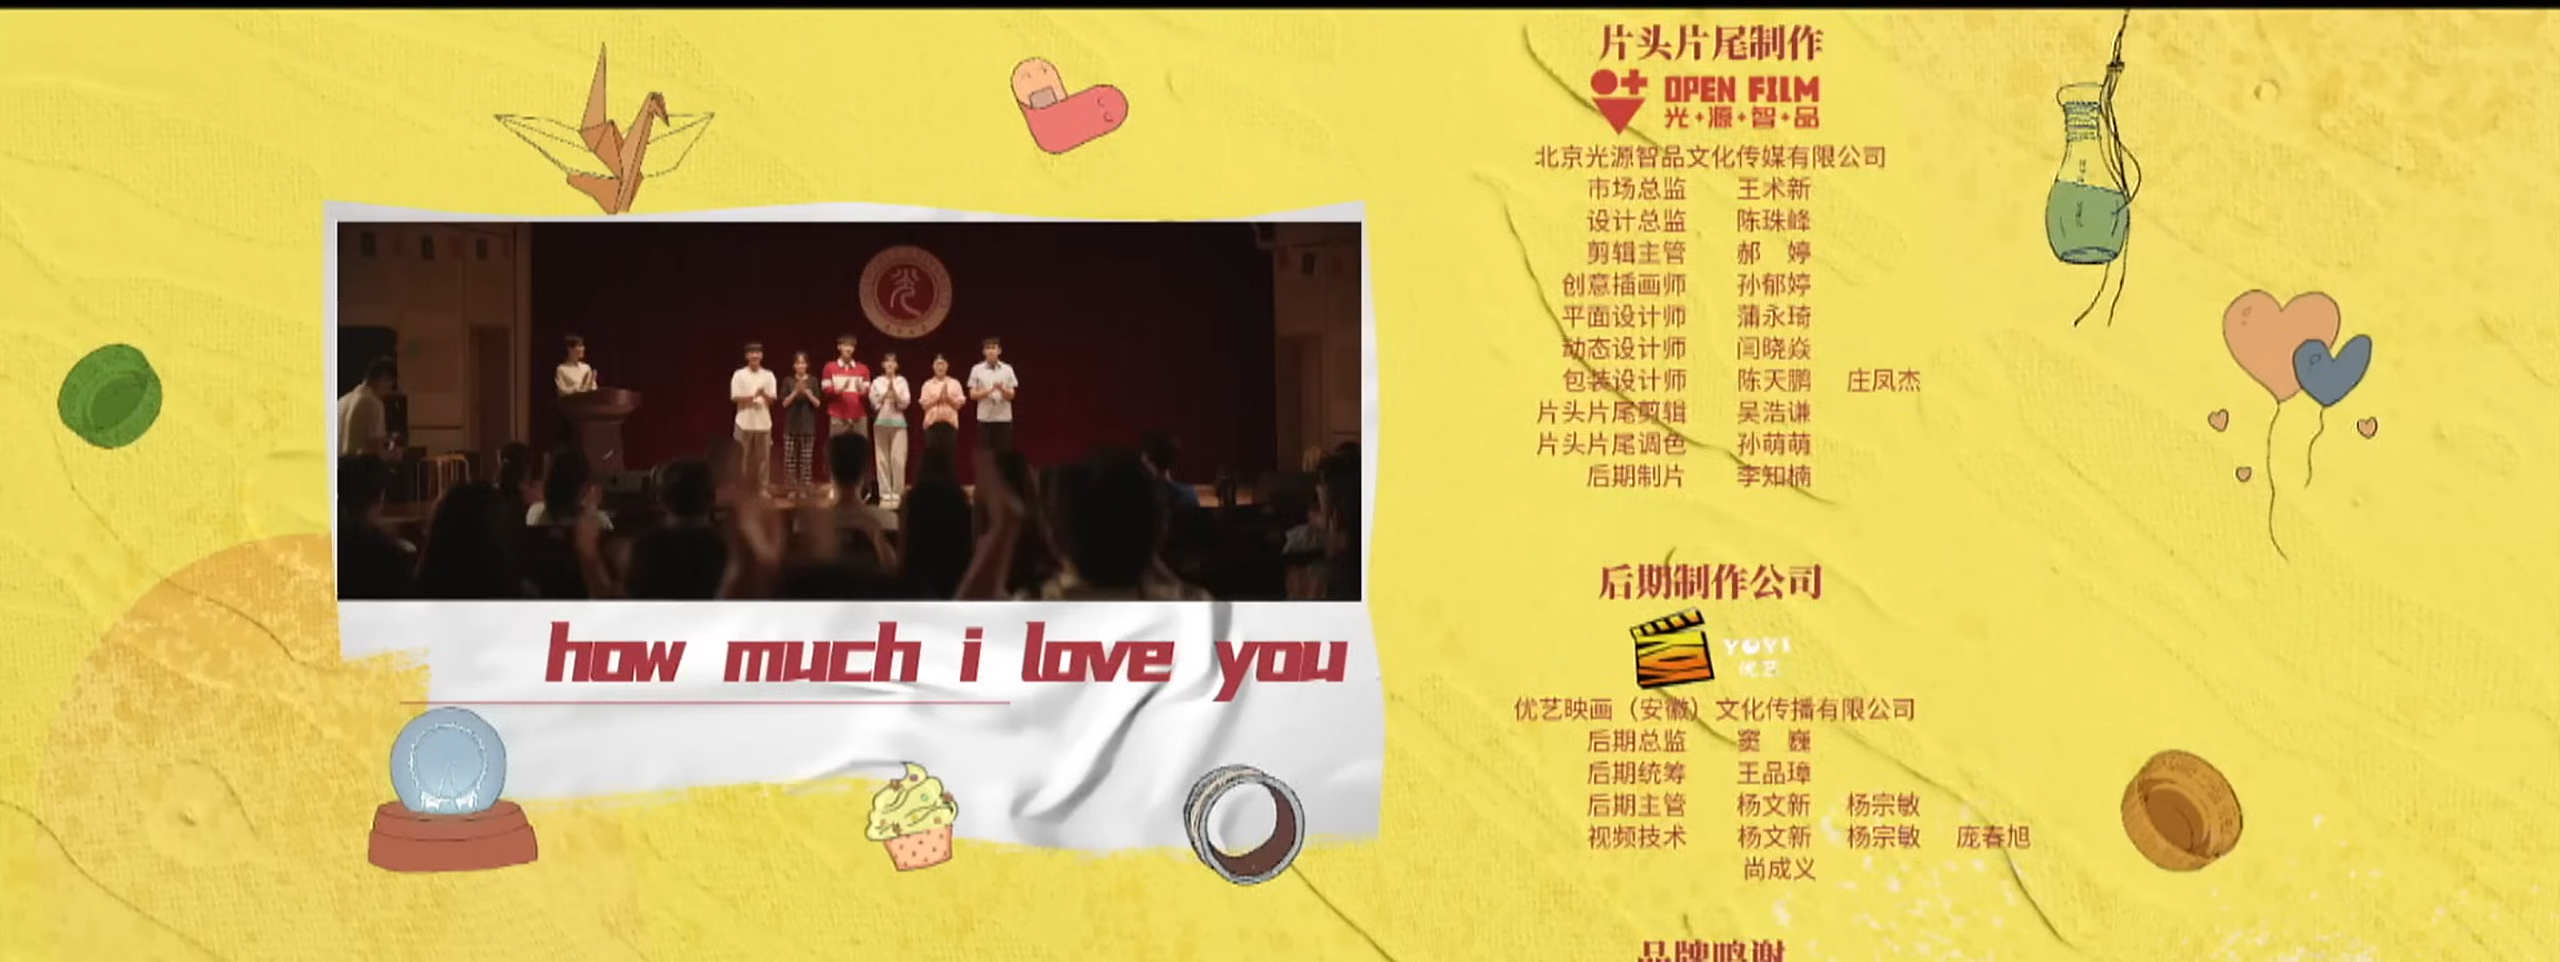 how much i love you
片头片尾制作
OPEN FILM
光·源·智·品
北京光源智品文化传媒有限公司
市场总监 王术新
设计总监 陈珠峰
剪辑主管 郝 婷
创意插画师 孙郁婷
平面设计师 蒲永琦
动态设计师 闫晓焱
包装设计师 陈天鹏 庄凤杰
片头片尾剪辑 吴浩谦
片头片尾调色 孙萌萌
后期制片 李知楠
后期制作公司
YOYI
优艺
优艺映画（安徽）文化传播有限公司
后期总监 窦 巍
后期统筹 王品璋
后期主管 杨文新 杨宗敏
视频技术 杨文新 杨宗敏 庞春旭
尚成义
品牌鸣谢